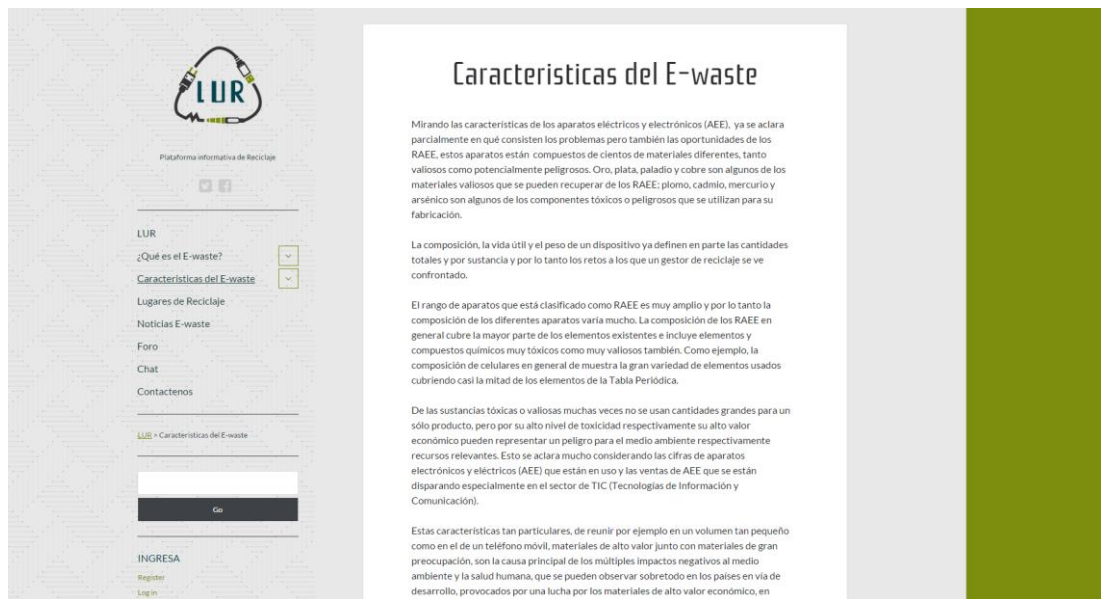 LUR
Plataforma informativa de Reciclaje
LUR
¿Qué es el E-waste?
Caracteristicas del E-waste
Lugares de Reciclaje
Noticias E-waste
Foro
Chat
Contactenos
LUR » Caracteristicas del E-waste
Go
INGRESA
Register
Log in
Caracteristicas del E-waste
Mirando las características de los aparatos eléctricos y electrónicos (AEE), ya se aclara
parcialmente en qué consisten los problemas pero también las oportunidades de los
RAEE, estos aparatos están compuestos de cientos de materiales diferentes, tanto
valiosos como potencialmente peligrosos. Oro, plata, paladio y cobre son algunos de los
materiales valiosos que se pueden recuperar de los RAEE; plomo, cadmio, mercurio y
arsénico son algunos de los componentes tóxicos o peligrosos que se utilizan para su
fabricación.
La composición, la vida útil y el peso de un dispositivo ya definen en parte las cantidades
totales y por sustancia y por lo tanto los retos a los que un gestor de reciclaje se ve
confrontado.
El rango de aparatos que está clasificado como RAEE es muy amplio y por lo tanto la
composición de los diferentes aparatos varía mucho. La composición de los RAEE en
general cubre la mayor parte de los elementos existentes e incluye elementos y
compuestos químicos muy tóxicos como muy valiosos también. Como ejemplo, la
composición de celulares en general de muestra la gran variedad de elementos usados
cubriendo casi la mitad de los elementos de la Tabla Periódica.
De las sustancias tóxicas o valiosas muchas veces no se usan cantidades grandes para un
sólo producto, pero por su alto nivel de toxicidad respectivamente su alto valor
económico pueden representar un peligro para el medio ambiente respectivamente
recursos relevantes. Esto se aclara mucho considerando las cifras de aparatos
electrónicos y eléctricos (AEE) que están en uso y las ventas de AEE que se están
disparando especialmente en el sector de TIC (Tecnologías de Información y
Comunicación).
Estas características tan particulares, de reunir por ejemplo en un volumen tan pequeño
como en el de un teléfono móvil, materiales de alto valor junto con materiales de gran
preocupación, son la causa principal de los múltiples impactos negativos al medio
ambiente y la salud humana, que se pueden observar sobretodo en los países en vía de
desarrollo, provocados por una lucha por los materiales de alto valor económico, en